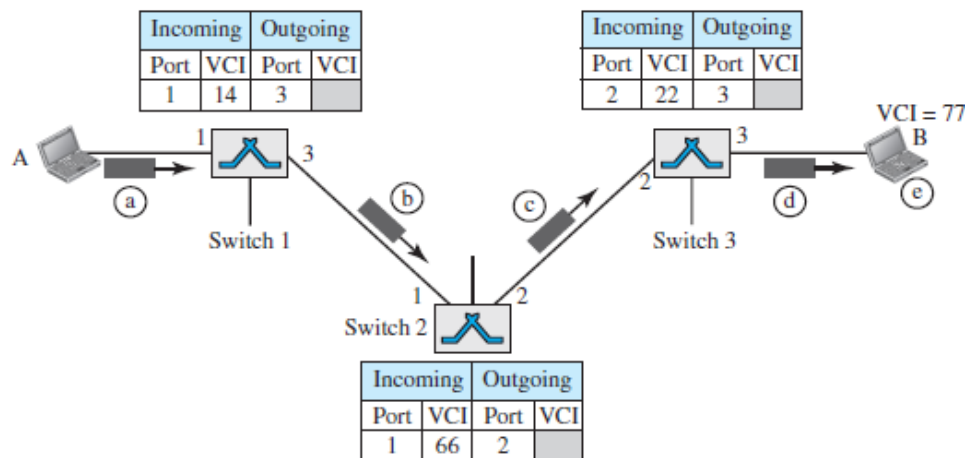 Incoming Outgoing
Port VCI Port VCI
1 14 3
Incoming Outgoing
Port VCI Port VCI
2 22 3
VCI = 77
A
1
3
a
Switch 1
b
c
2
3
B
d
e
Switch 3
1
2
Switch 2
Incoming Outgoing
Port VCI Port VCI
1 66 2